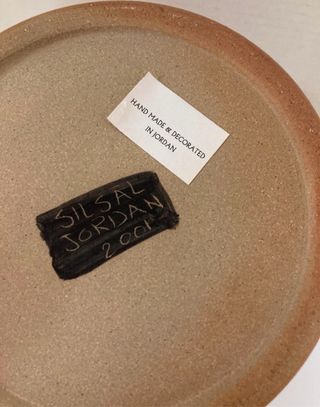 HAND MADE & DECORATED
IN JORDAN
SILSAL
JORDAN
2001